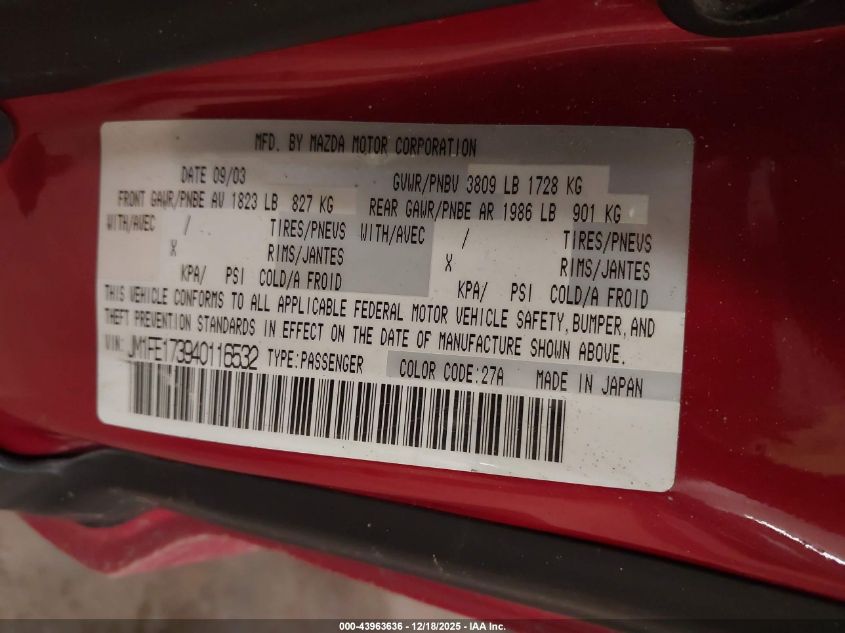 MFD. BY MAZDA MOTOR CORPORATION
DATE 09/03 GVWR/PNBV 3809 LB 1728 KG
FRONT GAWR/PNBE AV 1823 LB 827 KG REAR GAWR/PNBE AR 1986 LB 901 KG
WITH/AVEC / TIRES/PNEUS WITH/AVEC / TIRES/PNEUS
X RIMS/JANTES X RIMS/JANTES
KPA/ PSI COLD/A FROID KPA/ PSI COLD/A FROID
THIS VEHICLE CONFORMS TO ALL APPLICABLE FEDERAL MOTOR VEHICLE SAFETY, BUMPER, AND
THEFT PREVENTION STANDARDS IN EFFECT ON THE DATE OF MANUFACTURE SHOWN ABOVE.
VIN: JM1FE173940116532 TYPE:PASSENGER COLOR CODE:27A MADE IN JAPAN
000-43963636 - 12/18/2025 - IAA Inc.